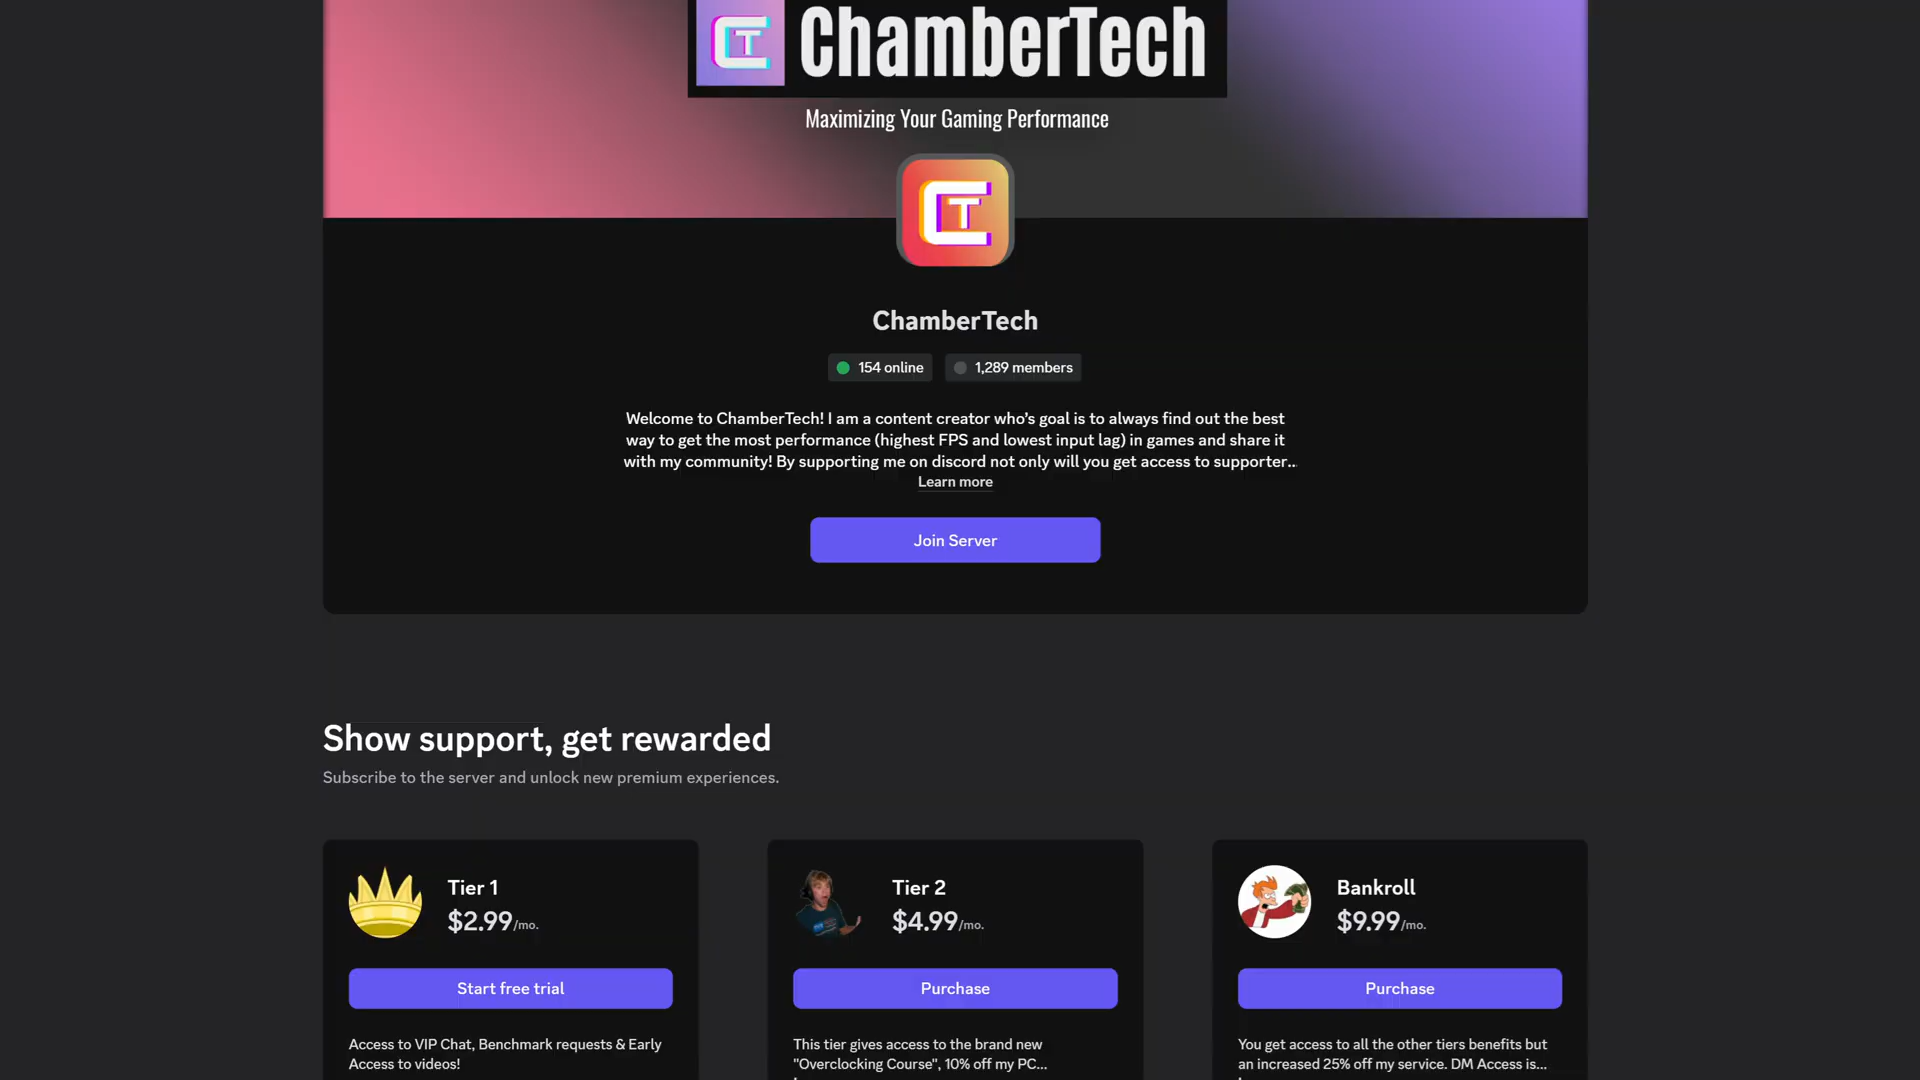 ChamberTech
Maximizing Your Gaming Performance
ChamberTech
154 online
1,289 members
Welcome to ChamberTech! I am a content creator who's goal is to always find out the best
way to get the most performance (highest FPS and lowest input lag) in games and share it
with my community! By supporting me on discord not only will you get access to supporter...
Learn more
Join Server
Show support, get rewarded
Subscribe to the server and unlock new premium experiences.
Tier 1
$2.99/mo.
Start free trial
Access to VIP Chat, Benchmark requests & Early
Access to videos!
Tier 2
$4.99/mo.
Purchase
This tier gives access to the brand new
"Overclocking Course", 10% off my PC...
Bankroll
$9.99/mo.
Purchase
You get access to all the other tiers benefits but
an increased 25% off my service. DM Access is...